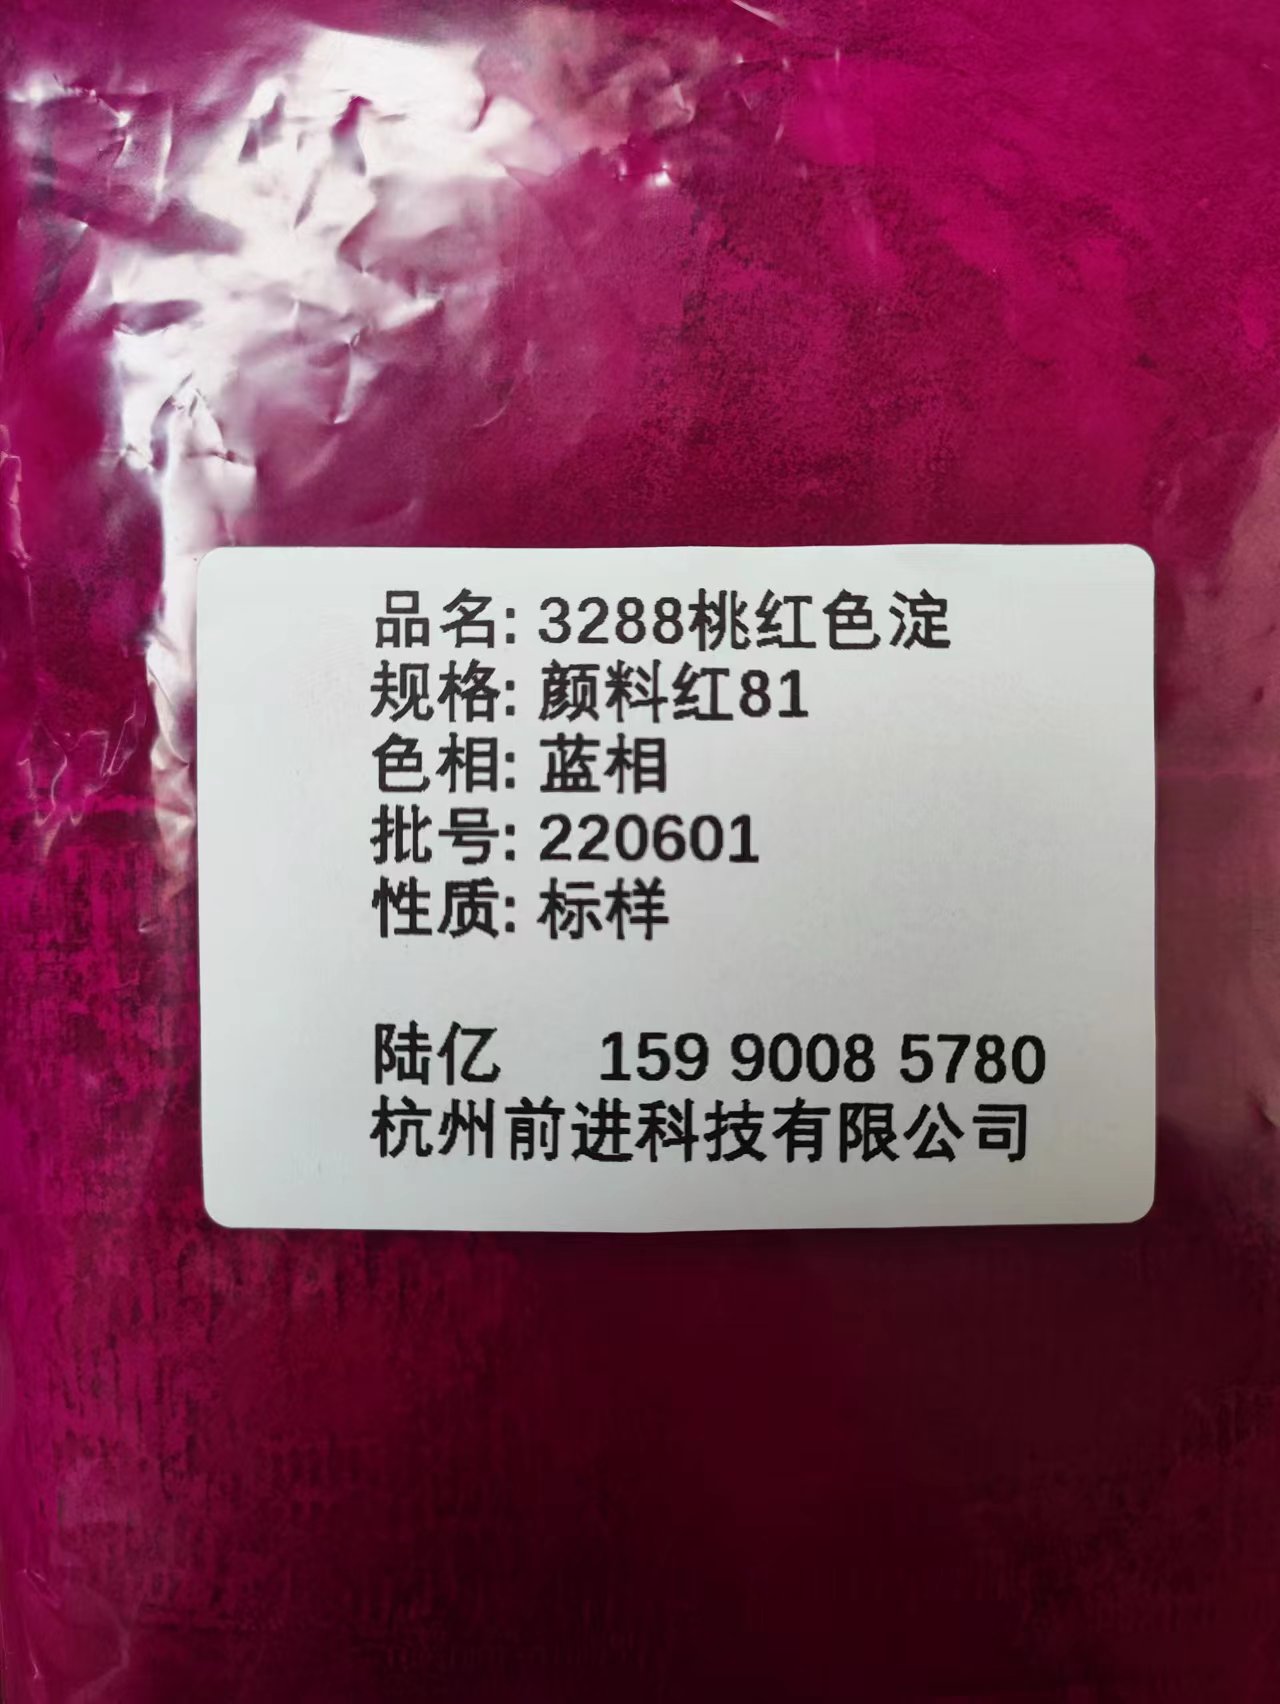 品名: 3288桃红色淀
规格: 颜料红81
色相: 蓝相
批号: 220601
性质: 标样
陆亿 159 9008 5780
杭州前进科技有限公司